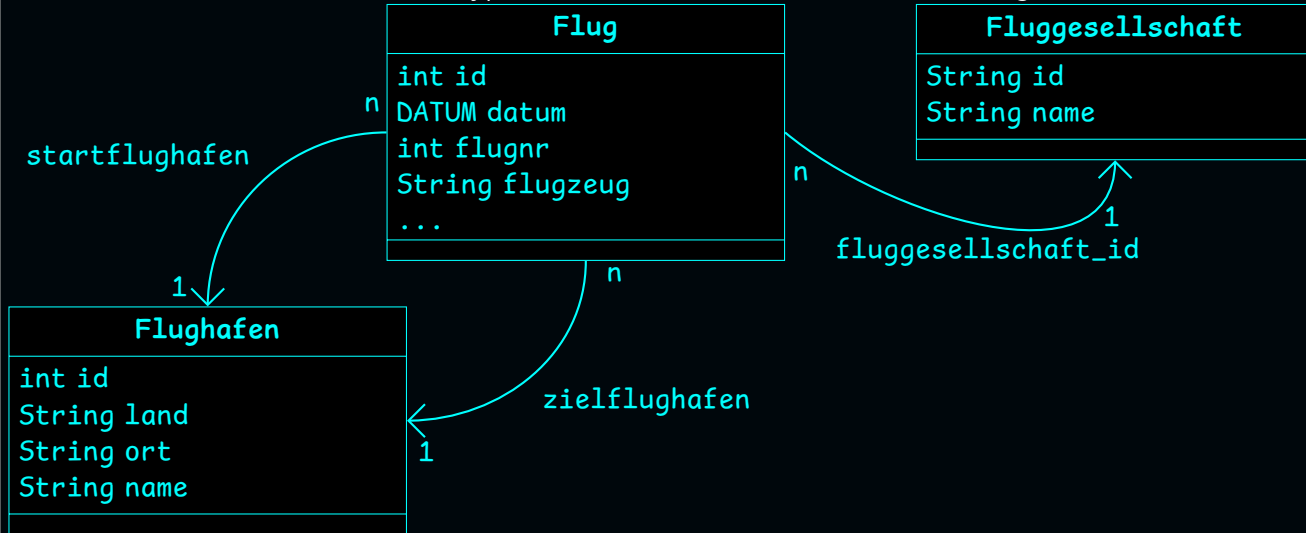 Flug
int id
DATUM datum
int flugnr
String flugzeug
...
Fluggesellschaft
String id
String name
n
startflughafen
1
n
1
fluggesellschaft_id
n
zielflughafen
1
Flughafen
int id
String land
String ort
String name